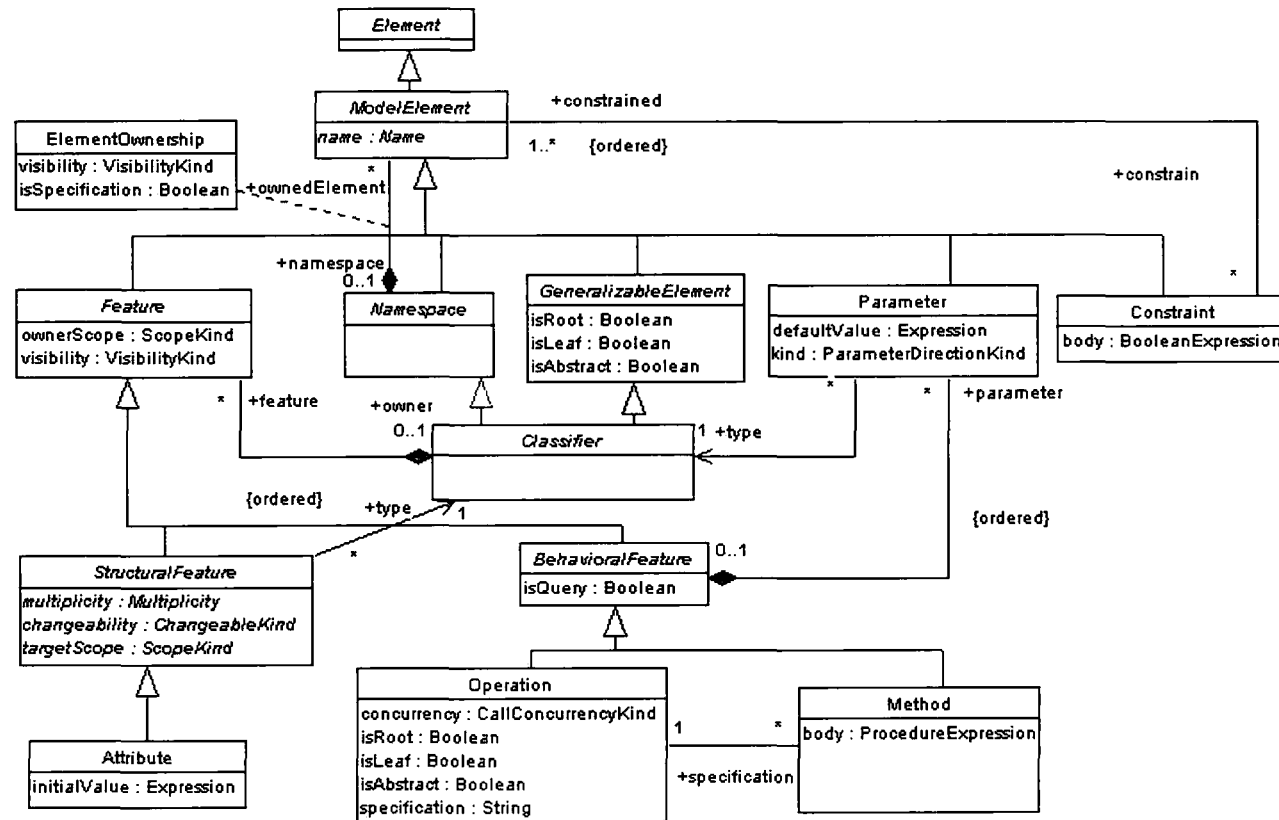 Element
ModelElement
name : Name
+constrained
1..*
{ordered}
ElementOwnership
visibility : VisibilityKind
isSpecification : Boolean
*
+ownedElement
+constrain
+namespace
0..1
*
Feature
ownerScope : ScopeKind
visibility : VisibilityKind
Namespace
GeneralizableElement
isRoot : Boolean
isLeaf : Boolean
isAbstract : Boolean
Parameter
defaultValue : Expression
kind : ParameterDirectionKind
Constraint
body : BooleanExpression
*
+feature
+owner
0..1
*
*
+parameter
Classifier
1
+type
{ordered}
+type
1
*
{ordered}
StructuralFeature
multiplicity : Multiplicity
changeability : ChangeableKind
targetScope : ScopeKind
BehavioralFeature
isQuery : Boolean
0..1
Operation
concurrency : CallConcurrencyKind
isRoot : Boolean
isLeaf : Boolean
isAbstract : Boolean
specification : String
1
*
+specification
Method
body : ProcedureExpression
Attribute
initialValue : Expression